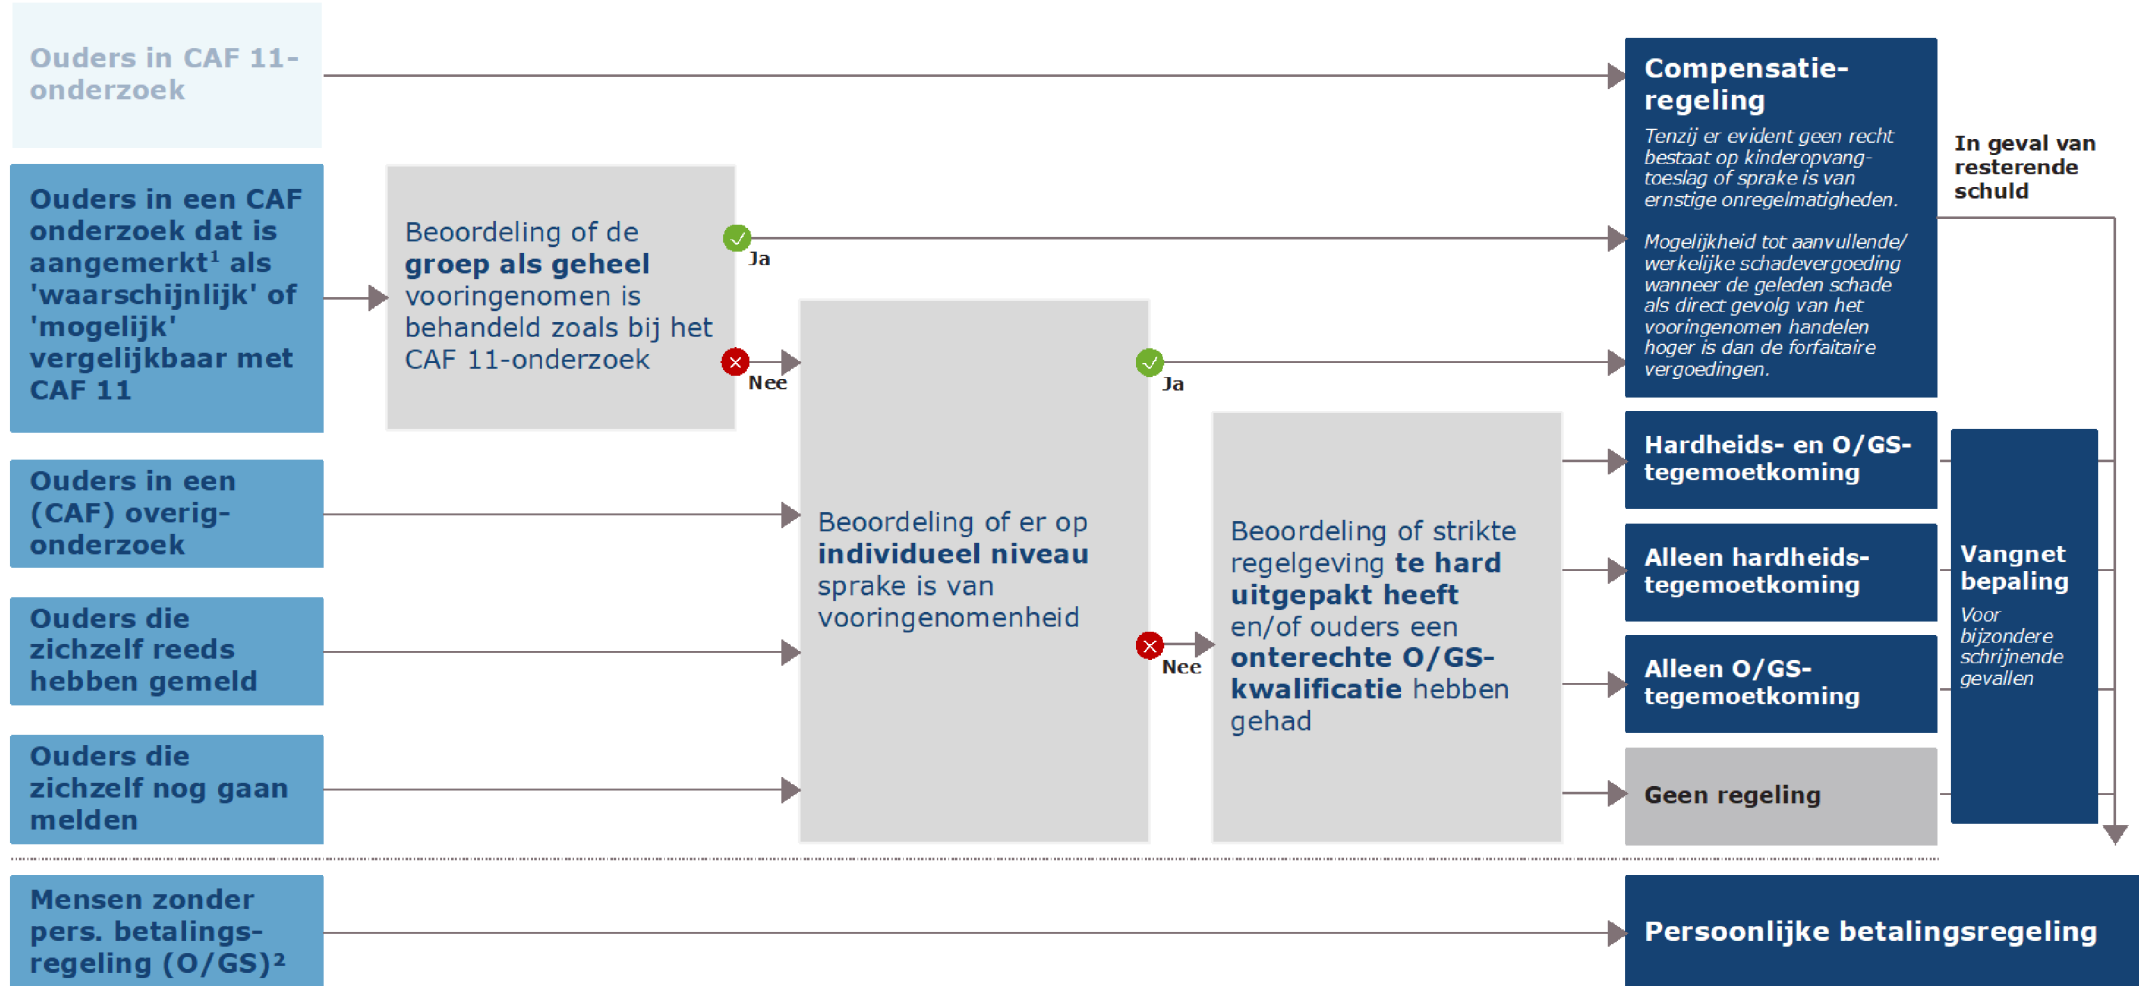 Ouders in CAF 11-
onderzoek
Ouders in een CAF
onderzoek dat is
aangemerkt¹ als
'waarschijnlijk' of
'mogelijk'
vergelijkbaar met
CAF 11
Ouders in een
(CAF) overig-
onderzoek
Ouders die
zichzelf reeds
hebben gemeld
Ouders die
zichzelf nog gaan
melden
Mensen zonder
pers. betalings-
regeling (O/GS)²
Beoordeling of de
groep als geheel
vooringenomen is
behandeld zoals bij het
CAF 11-onderzoek
Ja
Nee
Beoordeling of er op
individueel niveau
sprake is van
vooringenomenheid
Ja
Nee
Beoordeling of strikte
regelgeving te hard
uitgepakt heeft
en/of ouders een
onterechte O/GS-
kwalificatie hebben
gehad
Compensatie-
regeling
Tenzij er evident geen recht
bestaat op kinderopvang-
toeslag of sprake is van
ernstige onregelmatigheden.
Mogelijkheid tot aanvullende/
werkelijke schadevergoeding
wanneer de geleden schade
als direct gevolg van het
vooringenomen handelen
hoger is dan de forfaitaire
vergoedingen.
Hardheids- en O/GS-
tegemoetkoming
Alleen hardheids-
tegemoetkoming
Alleen O/GS-
tegemoetkoming
Geen regeling
In geval van
resterende
schuld
Vangnet
bepaling
Voor
bijzondere
schrijnende
gevallen
Persoonlijke betalingsregeling